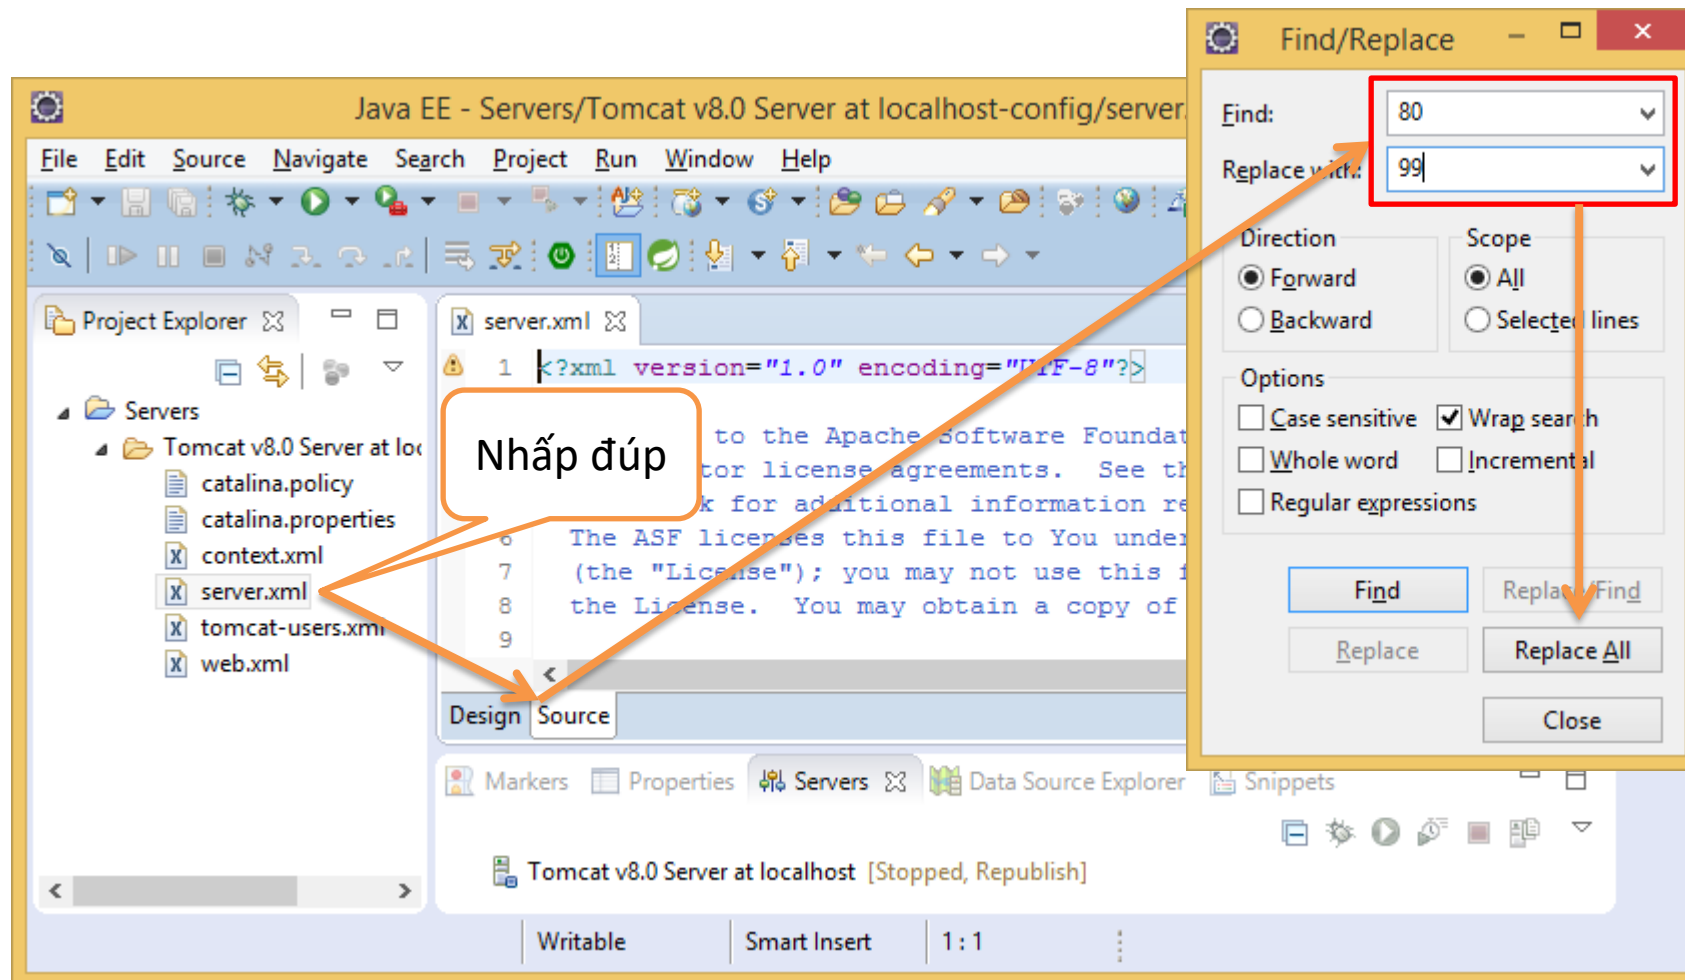 Java EE - Servers/Tomcat v8.0 Server at localhost-config/server.
File Edit Source Navigate Search Project Run Window Help
Project Explorer
Servers
Tomcat v8.0 Server at loc
catalina.policy
catalina.properties
context.xml
server.xml
tomcat-users.xml
web.xml
server.xml
1 <?xml version="1.0" encoding="UTF-8"?>
to the Apache Software Foundat
tor license agreements. See th
k for additional information re
6 The ASF licenses this file to You under
7 (the "License"); you may not use this f
8 the License. You may obtain a copy of
9
Nhấp đúp
Design Source
Markers Properties Servers Data Source Explorer Snippets
Tomcat v8.0 Server at localhost [Stopped, Republish]
Writable Smart Insert 1 : 1
Find/Replace
Find: 80
Replace with: 99
Direction Scope
Forward All
Backward Selected lines
Options
Case sensitive Wrap search
Whole word Incremental
Regular expressions
Find Replace/Find
Replace Replace All
Close